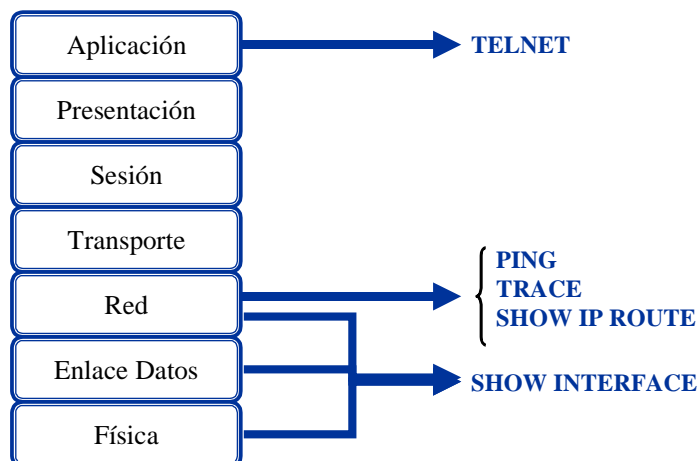 Aplicación
TELNET
Presentación
Sesión
Transporte
Red
PING
TRACE
SHOW IP ROUTE
Enlace Datos
SHOW INTERFACE
Física